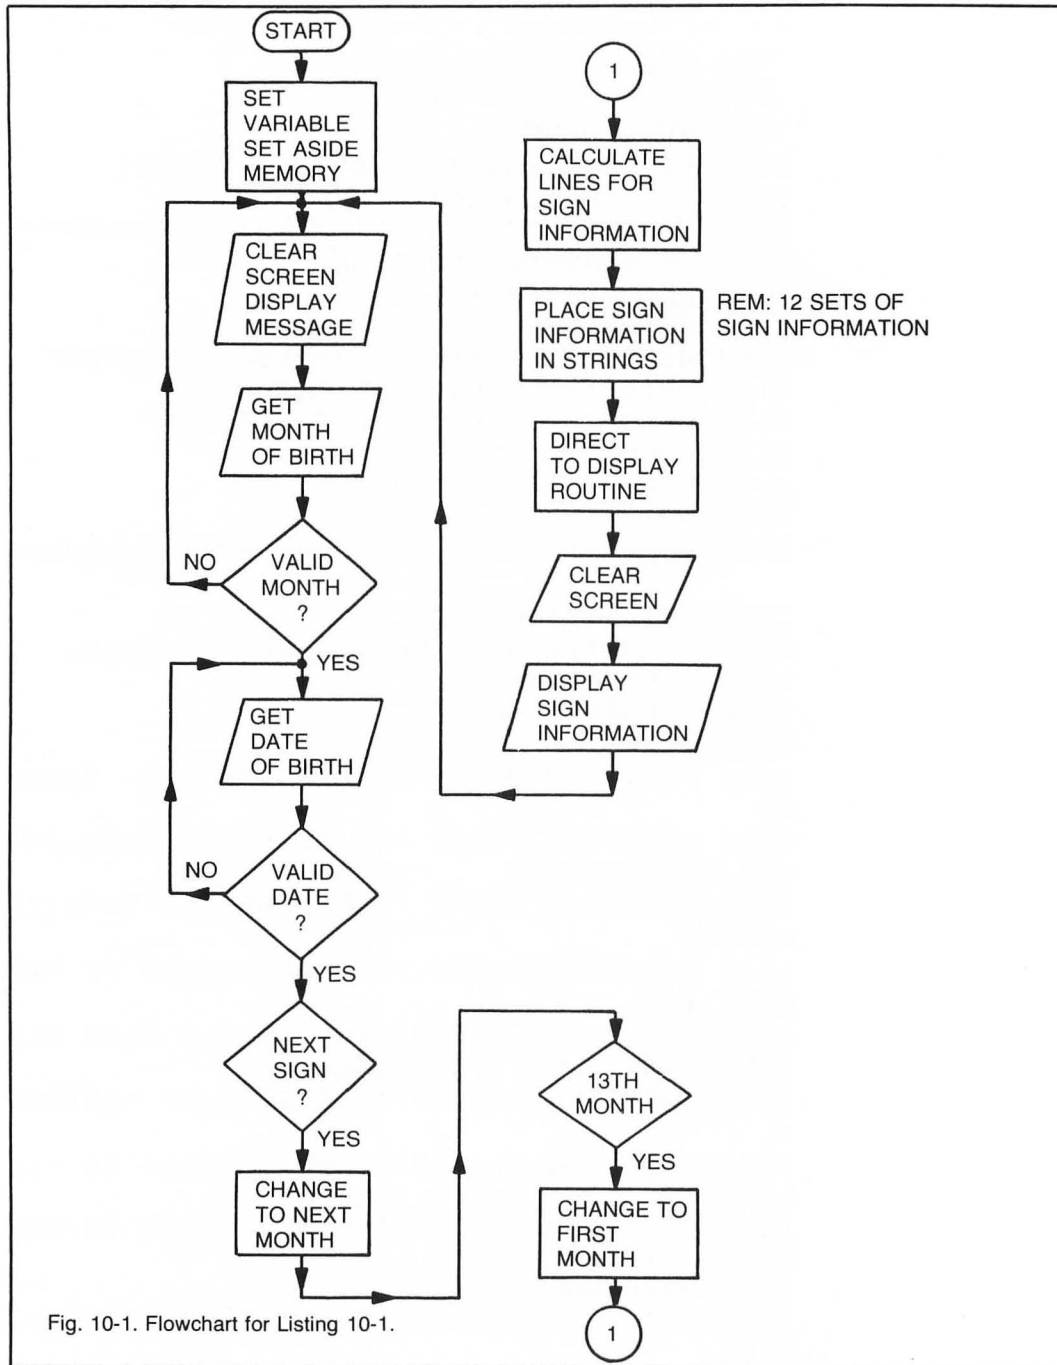 START
SET
VARIABLE
SET ASIDE
MEMORY
CLEAR
SCREEN
DISPLAY
MESSAGE
GET
MONTH
OF BIRTH
NO
VALID
MONTH
?
YES
GET
DATE
OF BIRTH
NO
VALID
DATE
?
YES
NEXT
SIGN
?
YES
CHANGE
TO NEXT
MONTH
13TH
MONTH
YES
CHANGE TO
FIRST
MONTH
1
1
CALCULATE
LINES FOR
SIGN
INFORMATION
PLACE SIGN
INFORMATION
IN STRINGS
REM: 12 SETS OF
SIGN INFORMATION
DIRECT
TO DISPLAY
ROUTINE
CLEAR
SCREEN
DISPLAY
SIGN
INFORMATION
Fig. 10-1. Flowchart for Listing 10-1.